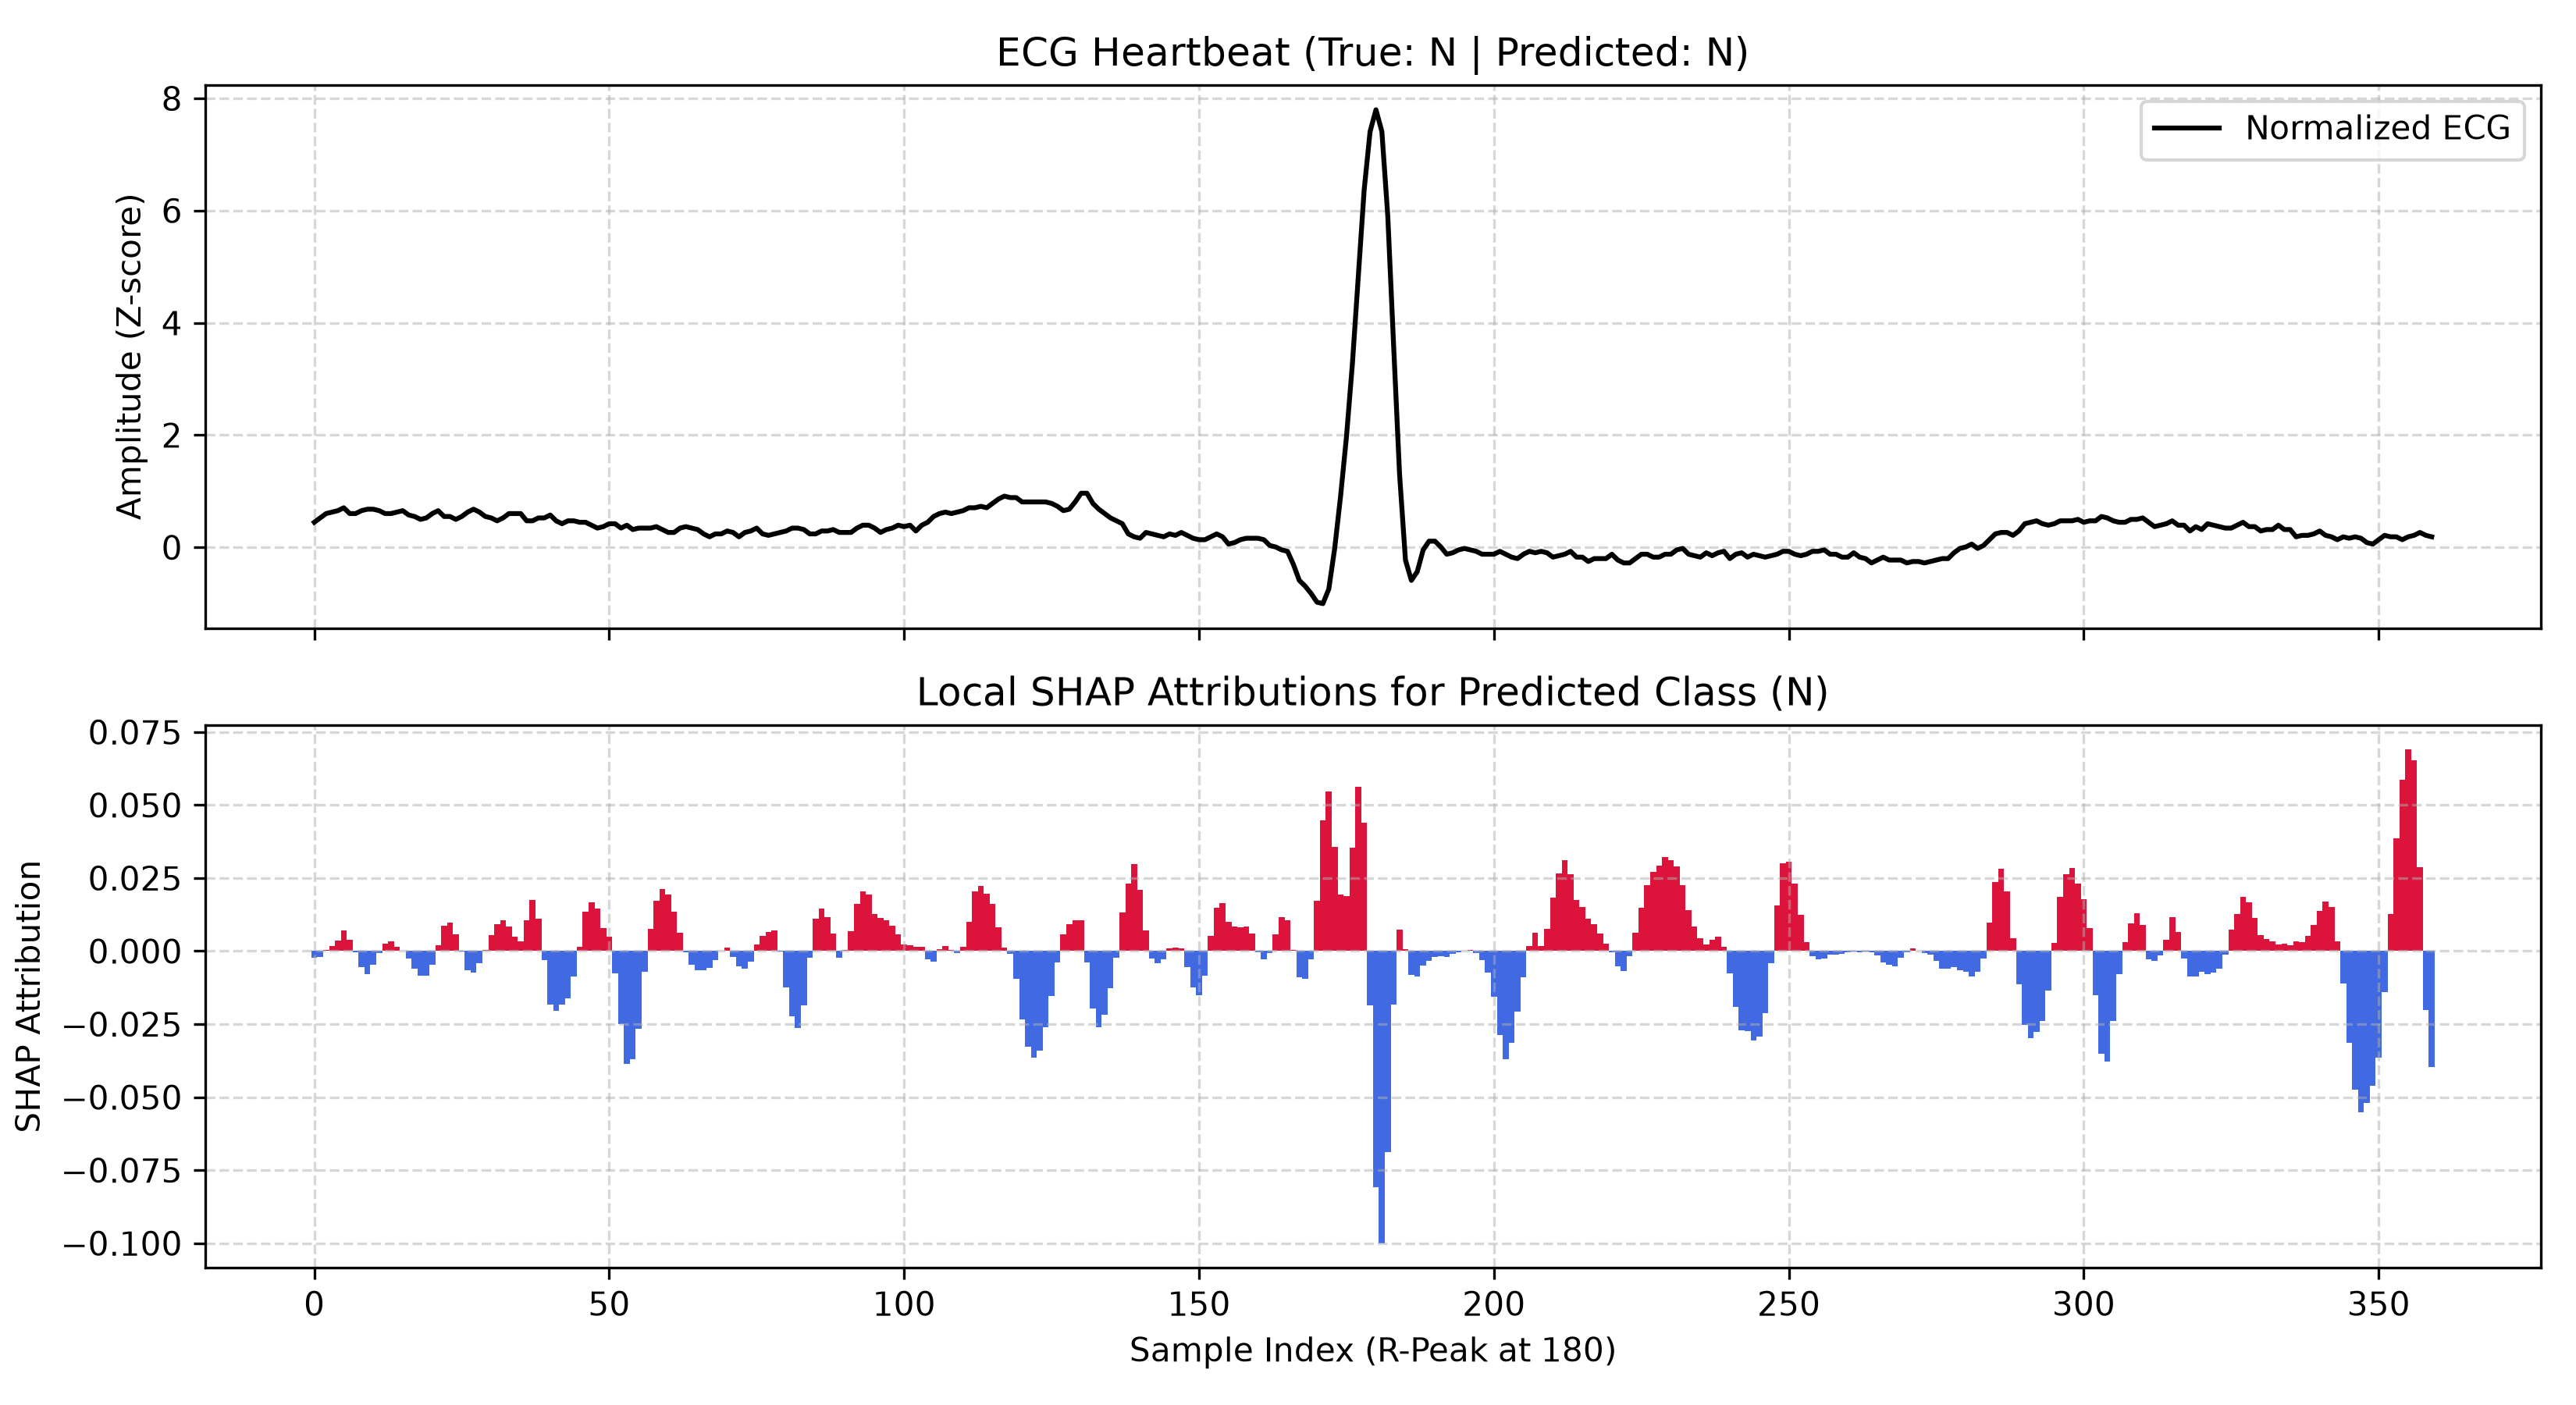 ECG Heartbeat (True: N | Predicted: N)
8
6
4
2
0
Amplitude (Z-score)
Normalized ECG
Local SHAP Attributions for Predicted Class (N)
0.075
0.050
0.025
0.000
−0.025
−0.050
−0.075
−0.100
SHAP Attribution
0 50 100 150 200 250 300 350
Sample Index (R-Peak at 180)